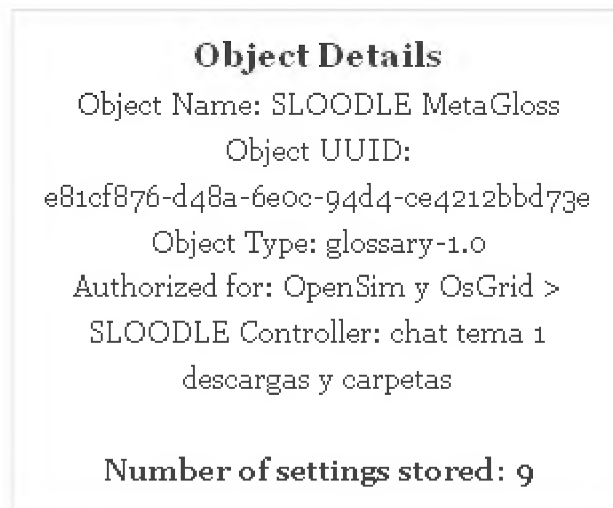 Object Details
Object Name: SLOODLE MetaGloss
Object UUID:
e81cf876-d48a-6e0c-94d4-ce4212bbd73e
Object Type: glossary-1.0
Authorized for: OpenSim y OsGrid >
SLOODLE Controller: chat tema 1
descargas y carpetas
Number of settings stored: 9